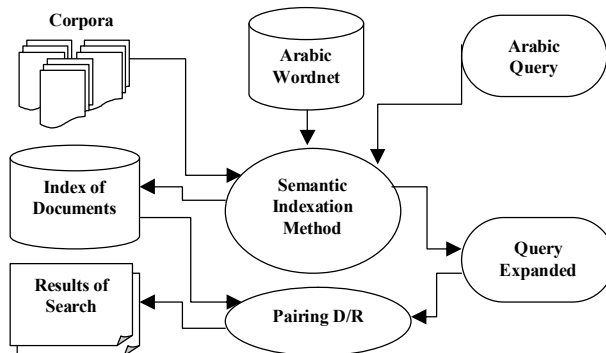 Corpora
Arabic
Wordnet
Arabic
Query
Semantic
Indexation
Method
Index of
Documents
Query
Expanded
Results of
Search
Pairing D/R